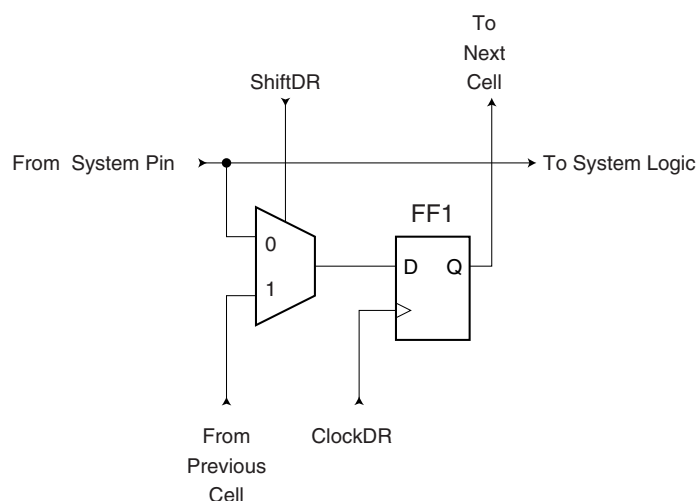 To
Next
Cell
ShiftDR
From System Pin
To System Logic
FF1
0
D
Q
1
From
Previous
Cell
ClockDR